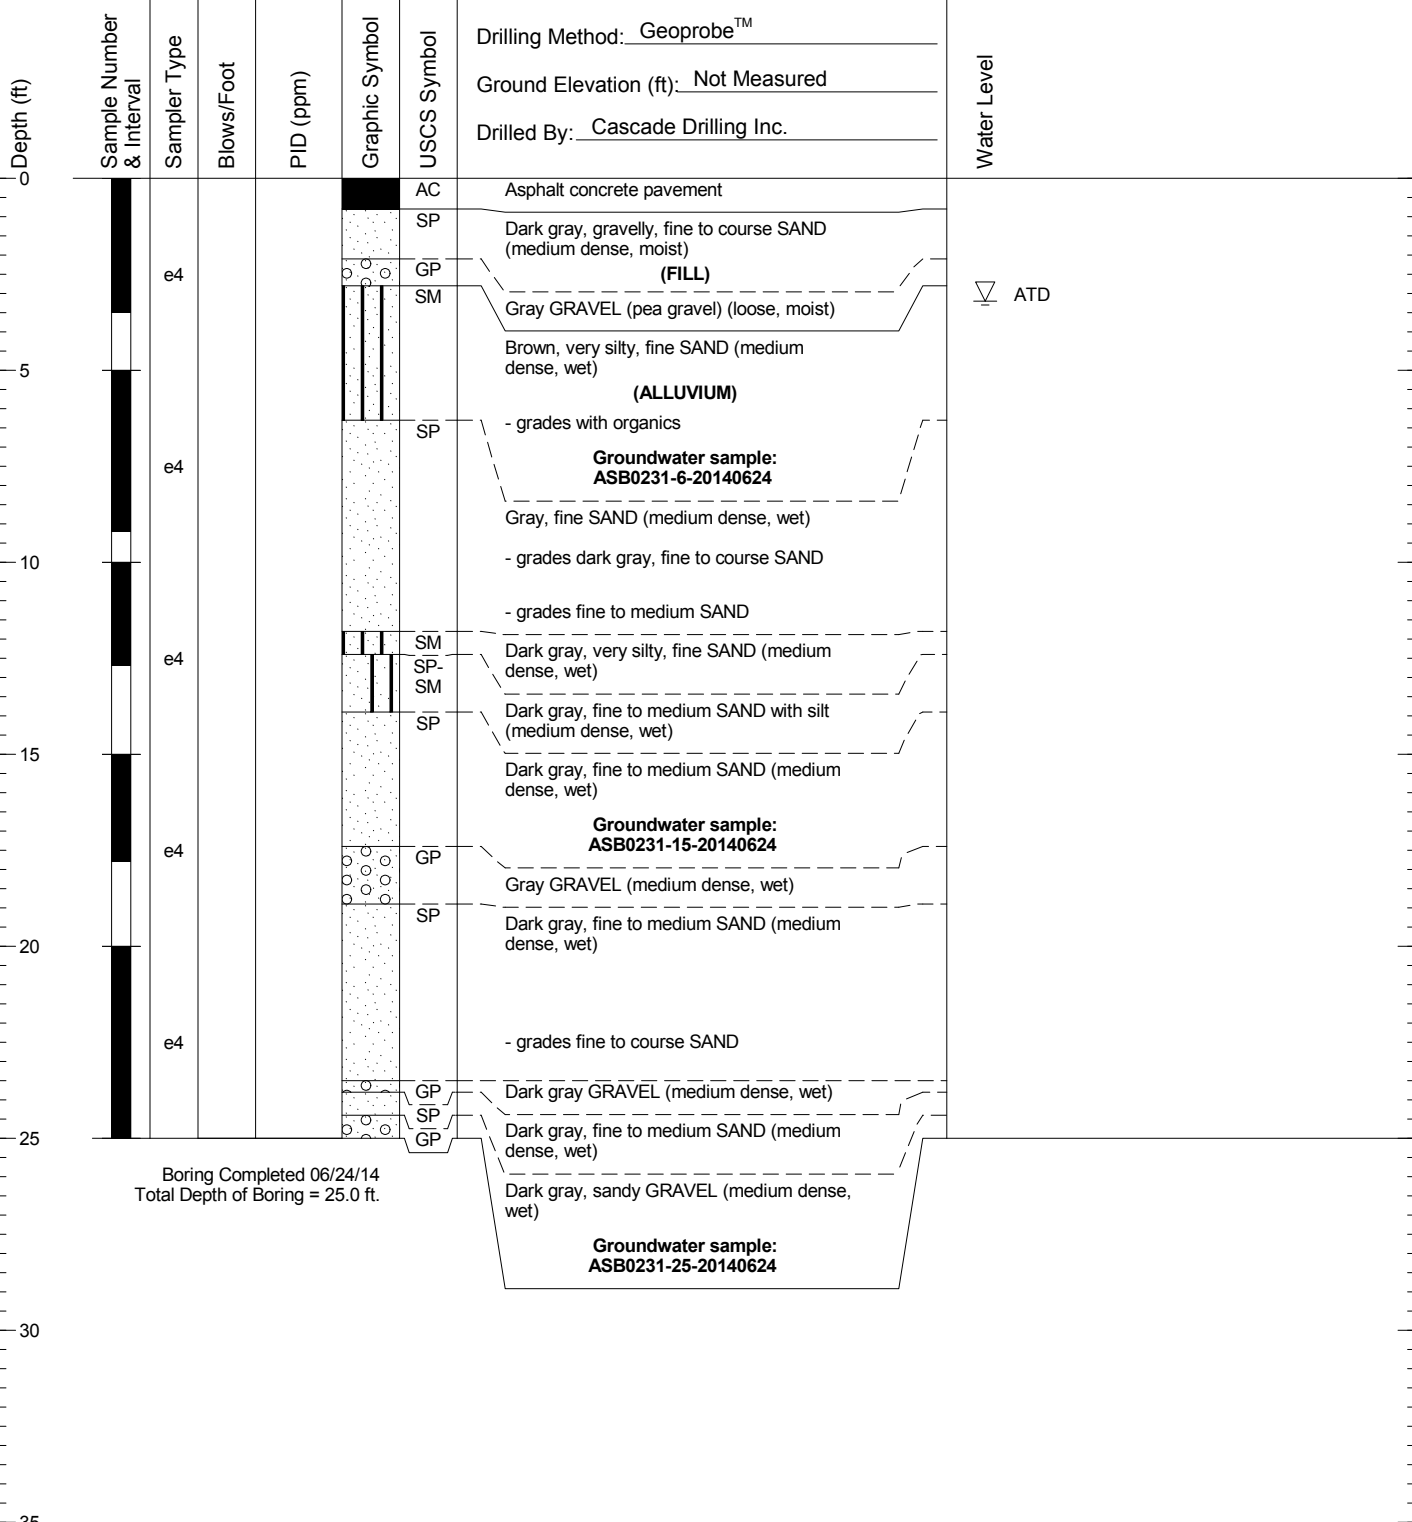 Depth (ft)
Sample Number
& Interval
Sampler Type
Blows/Foot
PID (ppm)
Graphic Symbol
USCS Symbol
Drilling Method: Geoprobe™
Ground Elevation (ft): Not Measured
Drilled By: Cascade Drilling Inc.
Water Level
0
AC
Asphalt concrete pavement
SP
Dark gray, gravelly, fine to course SAND
(medium dense, moist)
(FILL)
e4
GP
Gray GRAVEL (pea gravel) (loose, moist)
SM
ATD
Brown, very silty, fine SAND (medium
dense, wet)
5
(ALLUVIUM)
- grades with organics
SP
Groundwater sample:
ASB0231-6-20140624
e4
Gray, fine SAND (medium dense, wet)
10
- grades dark gray, fine to course SAND
- grades fine to medium SAND
SM
Dark gray, very silty, fine SAND (medium
dense, wet)
e4
SP-
SM
Dark gray, fine to medium SAND with silt
(medium dense, wet)
SP
15
Dark gray, fine to medium SAND (medium
dense, wet)
Groundwater sample:
ASB0231-15-20140624
e4
GP
Gray GRAVEL (medium dense, wet)
SP
Dark gray, fine to medium SAND (medium
dense, wet)
20
e4
- grades fine to course SAND
GP
Dark gray GRAVEL (medium dense, wet)
SP
Dark gray, fine to medium SAND (medium
dense, wet)
25
GP
Boring Completed 06/24/14
Total Depth of Boring = 25.0 ft.
Dark gray, sandy GRAVEL (medium dense,
wet)
Groundwater sample:
ASB0231-25-20140624
30
35